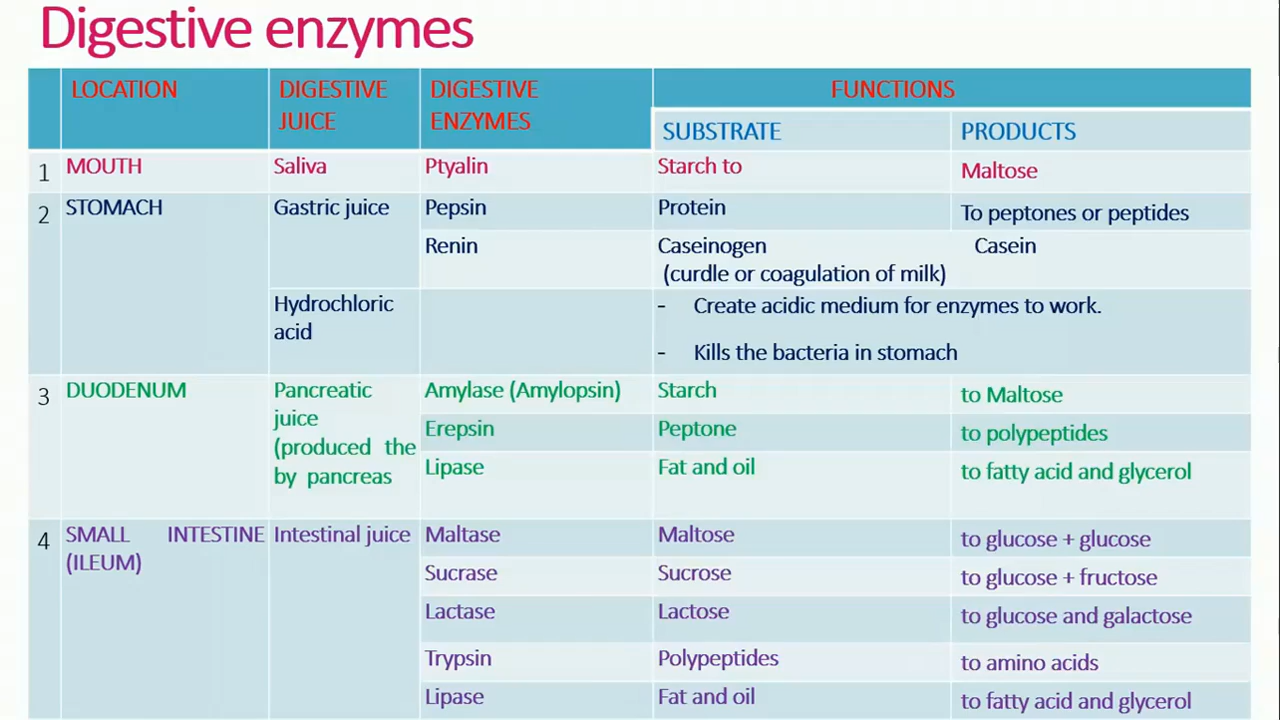 Digestive enzymes
LOCATION DIGESTIVE JUICE DIGESTIVE ENZYMES FUNCTIONS
SUBSTRATE PRODUCTS
1 MOUTH Saliva Ptyalin Starch to Maltose
2 STOMACH Gastric juice Pepsin Protein To peptones or peptides
Renin Caseinogen Casein
(curdle or coagulation of milk)
Hydrochloric acid
- Create acidic medium for enzymes to work.
- Kills the bacteria in stomach
3 DUODENUM Pancreatic juice (produced the by pancreas Amylase (Amylopsin) Starch to Maltose
Erepsin Peptone to polypeptides
Lipase Fat and oil to fatty acid and glycerol
4 SMALL INTESTINE (ILEUM) Intestinal juice Maltase Maltose to glucose + glucose
Sucrase Sucrose to glucose + fructose
Lactase Lactose to glucose and galactose
Trypsin Polypeptides to amino acids
Lipase Fat and oil to fatty acid and glycerol